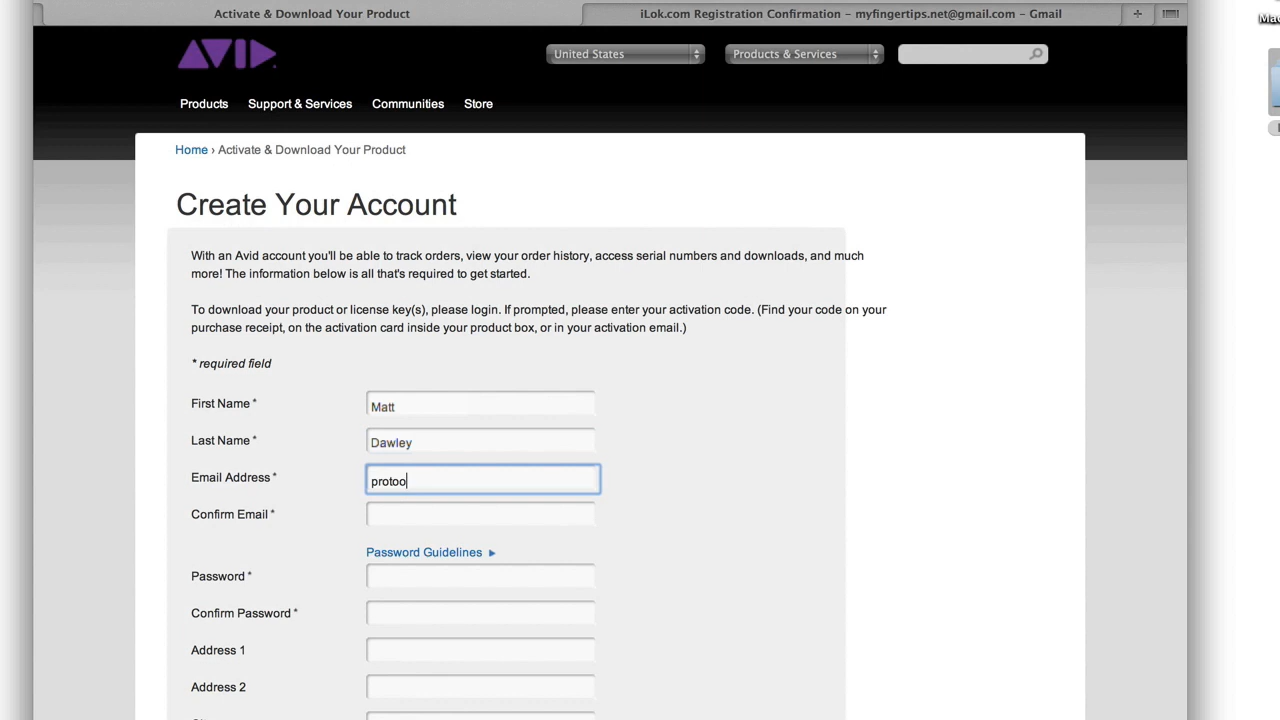 Activate & Download Your Product
iLok.com Registration Confirmation – myfingertips.net@gmail.com – Gmail
+
AVID
United States
Products & Services
Products
Support & Services
Communities
Store
Home › Activate & Download Your Product
Create Your Account
With an Avid account you'll be able to track orders, view your order history, access serial numbers and downloads, and much
more! The information below is all that's required to get started.
To download your product or license key(s), please login. If prompted, please enter your activation code. (Find your code on your
purchase receipt, on the activation card inside your product box, or in your activation email.)
* required field
First Name *
Matt
Last Name *
Dawley
Email Address *
protoo
Confirm Email *
Password Guidelines ▶
Password *
Confirm Password *
Address 1
Address 2